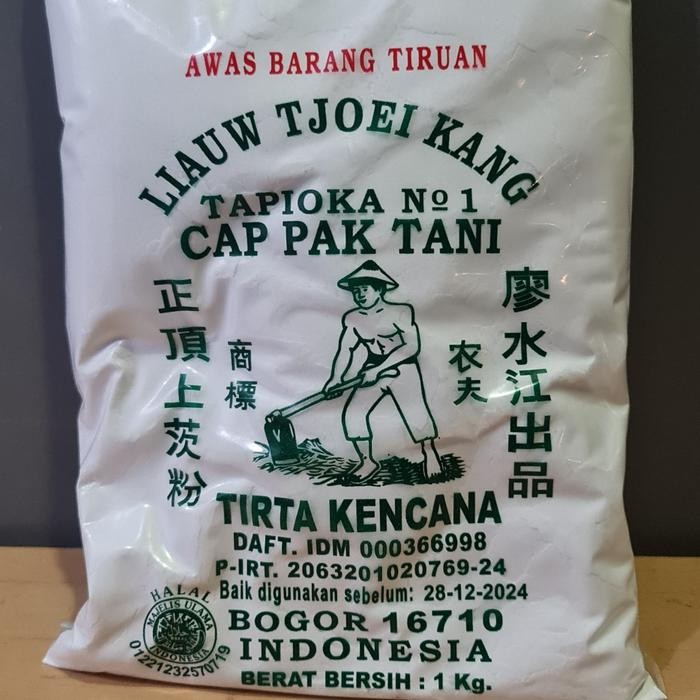 AWAS BARANG TIRUAN
LIAUW TJOEI KANG
TAPIOKA Nº 1
CAP PAK TANI
正頂上茨粉
商標
农夫
廖水江出品
TIRTA KENCANA
DAFT. IDM 000366998
P-IRT. 2063201020769-24
Baik digunakan sebelum: 28-12-2024
HALAL
MAJELIS ULAMA
INDONESIA
01221232570719
BOGOR 16710
INDONESIA
BERAT BERSIH : 1 Kg.